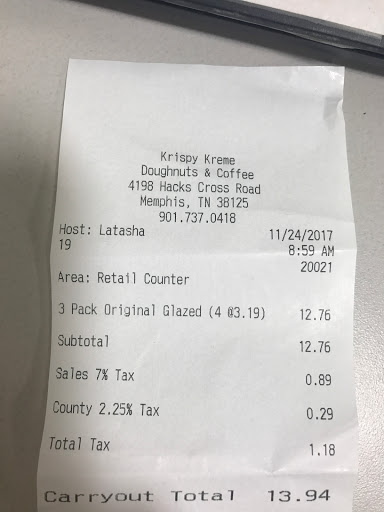 Krispy Kreme
Doughnuts & Coffee
4198 Hacks Cross Road
Memphis, TN 38125
901.737.0418
Host: Latasha 11/24/2017
19 8:59 AM
20021
Area: Retail Counter
3 Pack Original Glazed (4 @3.19) 12.76
Subtotal 12.76
Sales 7% Tax 0.89
County 2.25% Tax 0.29
Total Tax 1.18
Carryout Total 13.94